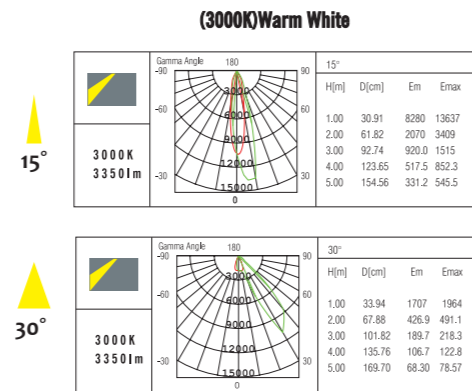 (3000K)Warm White
15°
3000K
3350lm
Gamma Angle 180
-90 90
3000
-60 6000 60
9000
12000
-30 15000 30
0
15°
H[m] D[cm] Em Emax
1.00 30.91 8280 13637
2.00 61.82 2070 3409
3.00 92.74 920.0 1515
4.00 123.65 517.5 852.3
5.00 154.56 331.2 545.5
30°
3000K
3350lm
Gamma Angle 180
-90 90
3000
-60 6000 60
9000
12000
-30 15000 30
0
30°
H[m] D[cm] Em Emax
1.00 33.94 1707 1964
2.00 67.88 426.9 491.1
3.00 101.82 189.7 218.3
4.00 135.76 106.7 122.8
5.00 169.70 68.30 78.57